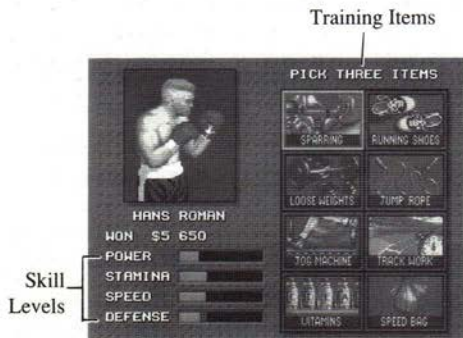 Training Items
PICK THREE ITEMS
SPARRING
RUNNING SHOES
LOOSE WEIGHTS
JUMP ROPE
HANS ROMAN
WON $5 650
JOG MACHINE
TRACK WORK
POWER
STAMINA
SPEED
DEFENSE
Skill
Levels
VITAMINS
SPEED BAG